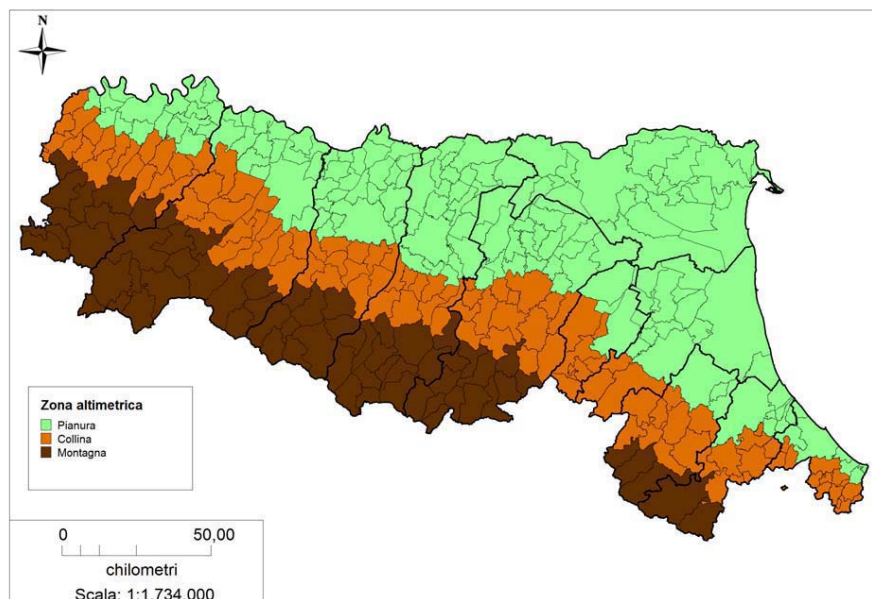 N
Zona altimetrica
Pianura
Collina
Montagna
0 50,00
chilometri
Scala: 1:1.734.000